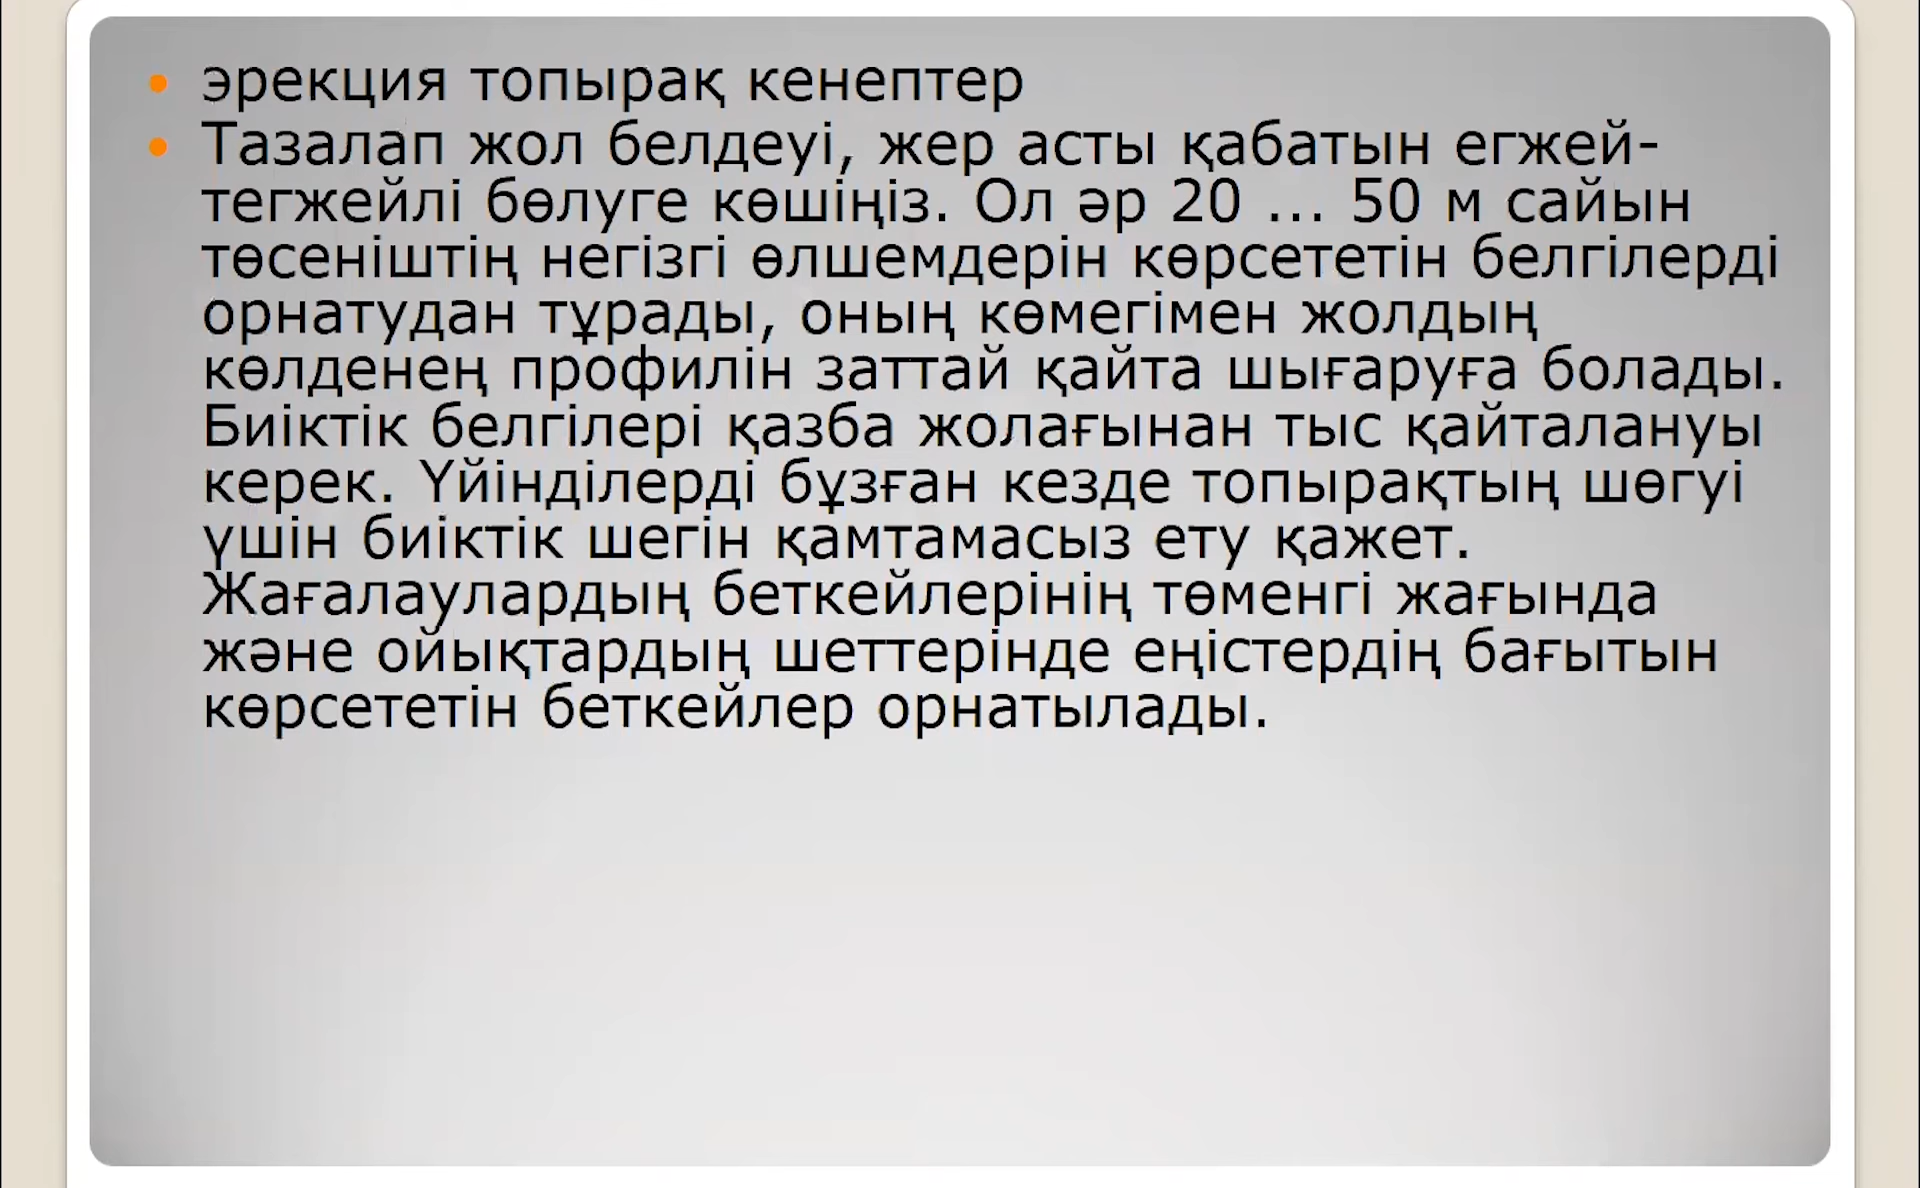 эрекция топырақ кенептер
Тазалап жол белдеуі, жер асты қабатын егжей-
тегжейлі бөлуге көшіңіз. Ол әр 20 ... 50 м сайын
төсеніштің негізгі өлшемдерін көрсететін белгілерді
орнатудан тұрады, оның көмегімен жолдың
көлденең профилін заттай қайта шығаруға болады.
Биіктік белгілері қазба жолағынан тыс қайталануы
керек. Үйінділерді бұзған кезде топырақтың шөгуі
үшін биіктік шегін қамтамасыз ету қажет.
Жағалаулардың беткейлерінің төменгі жағында
және ойықтардың шеттерінде еңістердің бағытын
көрсететін беткейлер орнатылады.